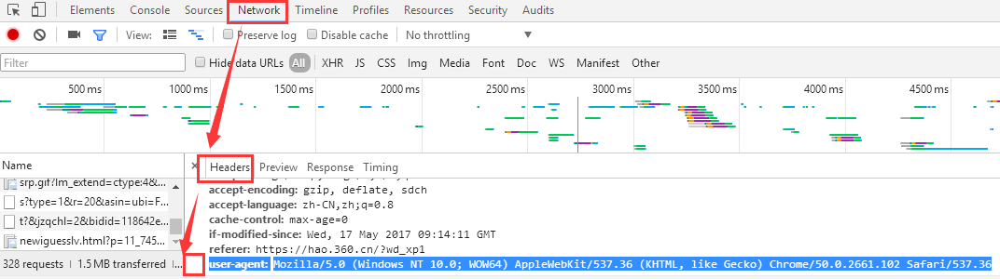 Elements Console Sources Network Timeline Profiles Resources Security Audits
View: Preserve log Disable cache No throttling
Filter Hide data URLs All XHR JS CSS Img Media Font Doc WS Manifest Other
500 ms 1000 ms 1500 ms 2000 ms 2500 ms 3000 ms 3500 ms 4000 ms 4500 ms
Name × Headers Preview Response Timing
srp.gif?lm_extend=ctype:4&...
accept-encoding: gzip, deflate, sdch
s?type=1&r=20&asin=ubi=F...
accept-language: zh-CN,zh;q=0.8
t?&jzqchl=2&bidid=118642e...
cache-control: max-age=0
if-modified-since: Wed, 17 May 2017 09:14:11 GMT
newiguesslv.html?p=11_745...
referer: https://hao.360.cn/?wd_xp1
328 requests | 1.5 MB transferred | ...
user-agent: Mozilla/5.0 (Windows NT 10.0; WOW64) AppleWebKit/537.36 (KHTML, like Gecko) Chrome/50.0.2661.102 Safari/537.36